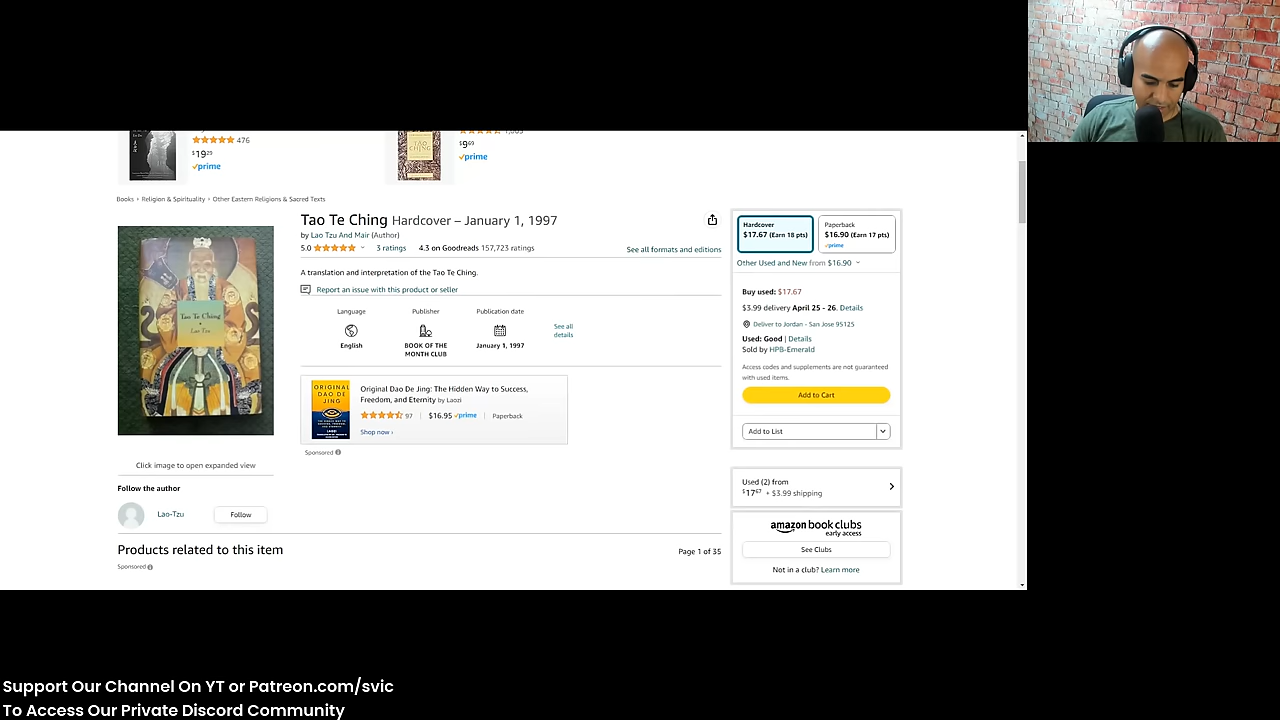 476
$19.29
prime
$9.69
prime
Books › Religion & Spirituality › Other Eastern Religions & Sacred Texts
Tao Te Ching Hardcover – January 1, 1997
by Lao Tzu And Mair (Author)
5.0 3 ratings 4.3 on Goodreads 157,723 ratings
See all formats and editions
A translation and interpretation of the Tao Te Ching.
Report an issue with this product or seller
Language
English
Publisher
BOOK OF THE
MONTH CLUB
Publication date
January 1, 1997
See all
details
Tao Te Ching
Lao Tzu
ORIGINAL
DAO DE
JING
Original Dao De Jing: The Hidden Way to Success,
Freedom, and Eternity by Laozi
97 | $16.95 prime | Paperback
Shop now ›
Sponsored
Click image to open expanded view
Follow the author
Lao-Tzu
Follow
Products related to this item
Page 1 of 35
Sponsored
Hardcover
$17.67 (Earn 18 pts)
Paperback
$16.90 (Earn 17 pts)
prime
Other Used and New from $16.90
Buy used: $17.67
$3.99 delivery April 25 - 26. Details
Deliver to Jordan - San Jose 95125
Used: Good | Details
Sold by HPB-Emerald
Access codes and supplements are not guaranteed
with used items.
Add to Cart
Add to List
Used (2) from
$17.67 + $3.99 shipping
amazon book clubs
early access
See Clubs
Not in a club? Learn more
Support Our Channel On YT or Patreon.com/svic
To Access Our Private Discord Community